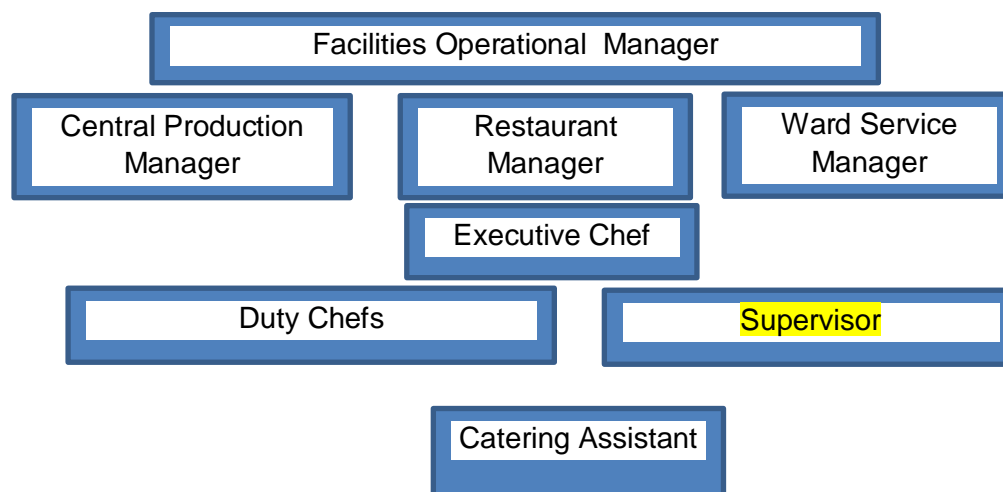 Facilities Operational  Manager
Central Production
Manager
Restaurant
Manager
Ward Service
Manager
Executive Chef
Duty Chefs
Supervisor
Catering Assistant